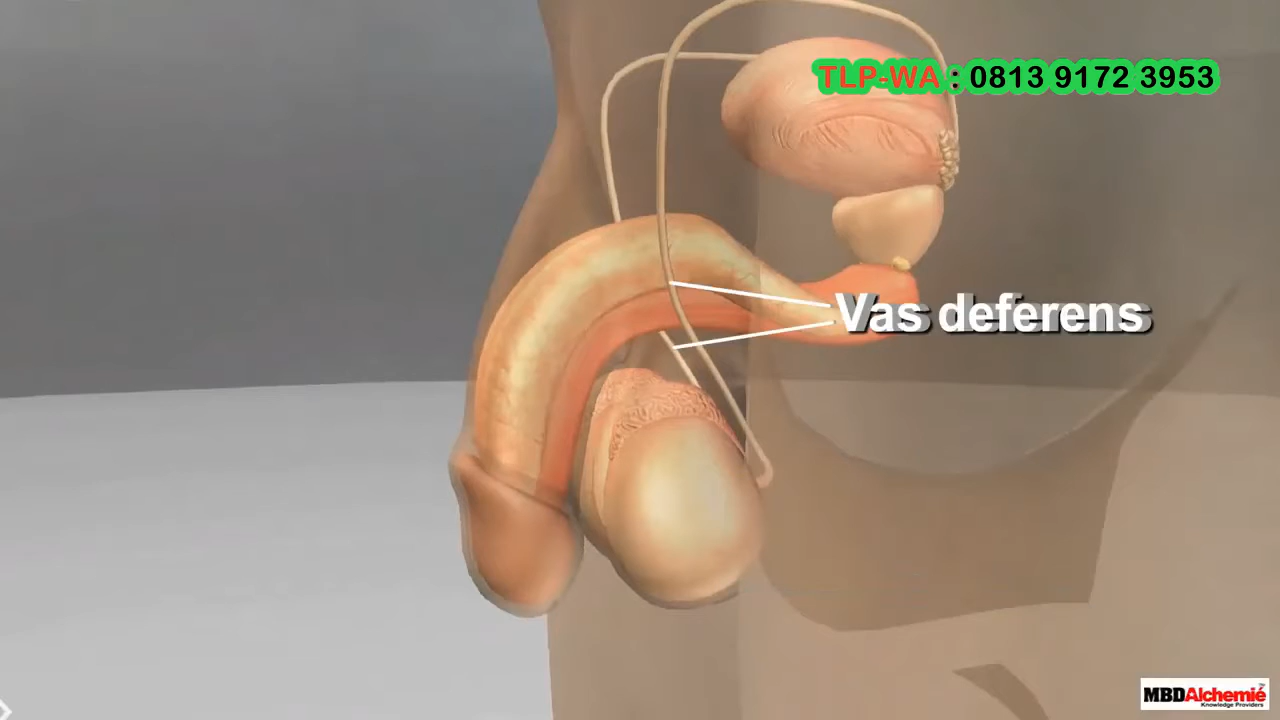 TLP-WA : 0813 9172 3953
Vas deferens
MBDAlchemie
Knowledge Providers